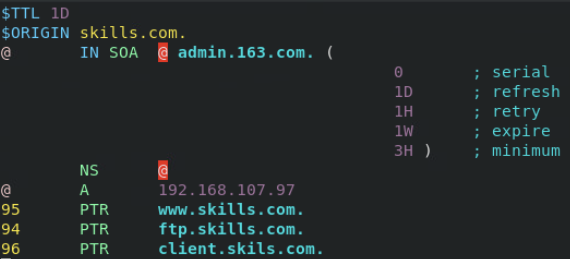 $TTL 1D
$ORIGIN skills.com.
@ IN SOA @ admin.163.com. (
0 ; serial
1D ; refresh
1H ; retry
1W ; expire
3H ) ; minimum
NS @
@ A 192.168.107.97
95 PTR www.skills.com.
94 PTR ftp.skills.com.
96 PTR client.skils.com.